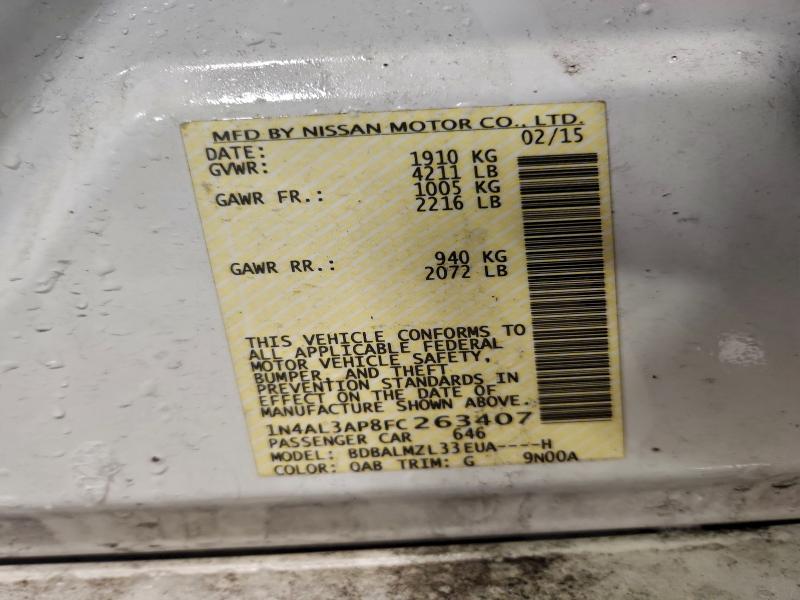 MFD BY NISSAN MOTOR CO., LTD.
DATE: 02/15
GVWR: 1910 KG
4211 LB
GAWR FR.: 1005 KG
2216 LB
GAWR RR.: 940 KG
2072 LB
THIS VEHICLE CONFORMS TO
ALL APPLICABLE FEDERAL
MOTOR VEHICLE SAFETY,
BUMPER, AND THEFT
PREVENTION STANDARDS IN
EFFECT ON THE DATE OF
MANUFACTURE SHOWN ABOVE.
1N4AL3AP8FC263407
PASSENGER CAR 646
MODEL: BDBALMZL33EUA----H
COLOR: QAB TRIM: G 9N00A